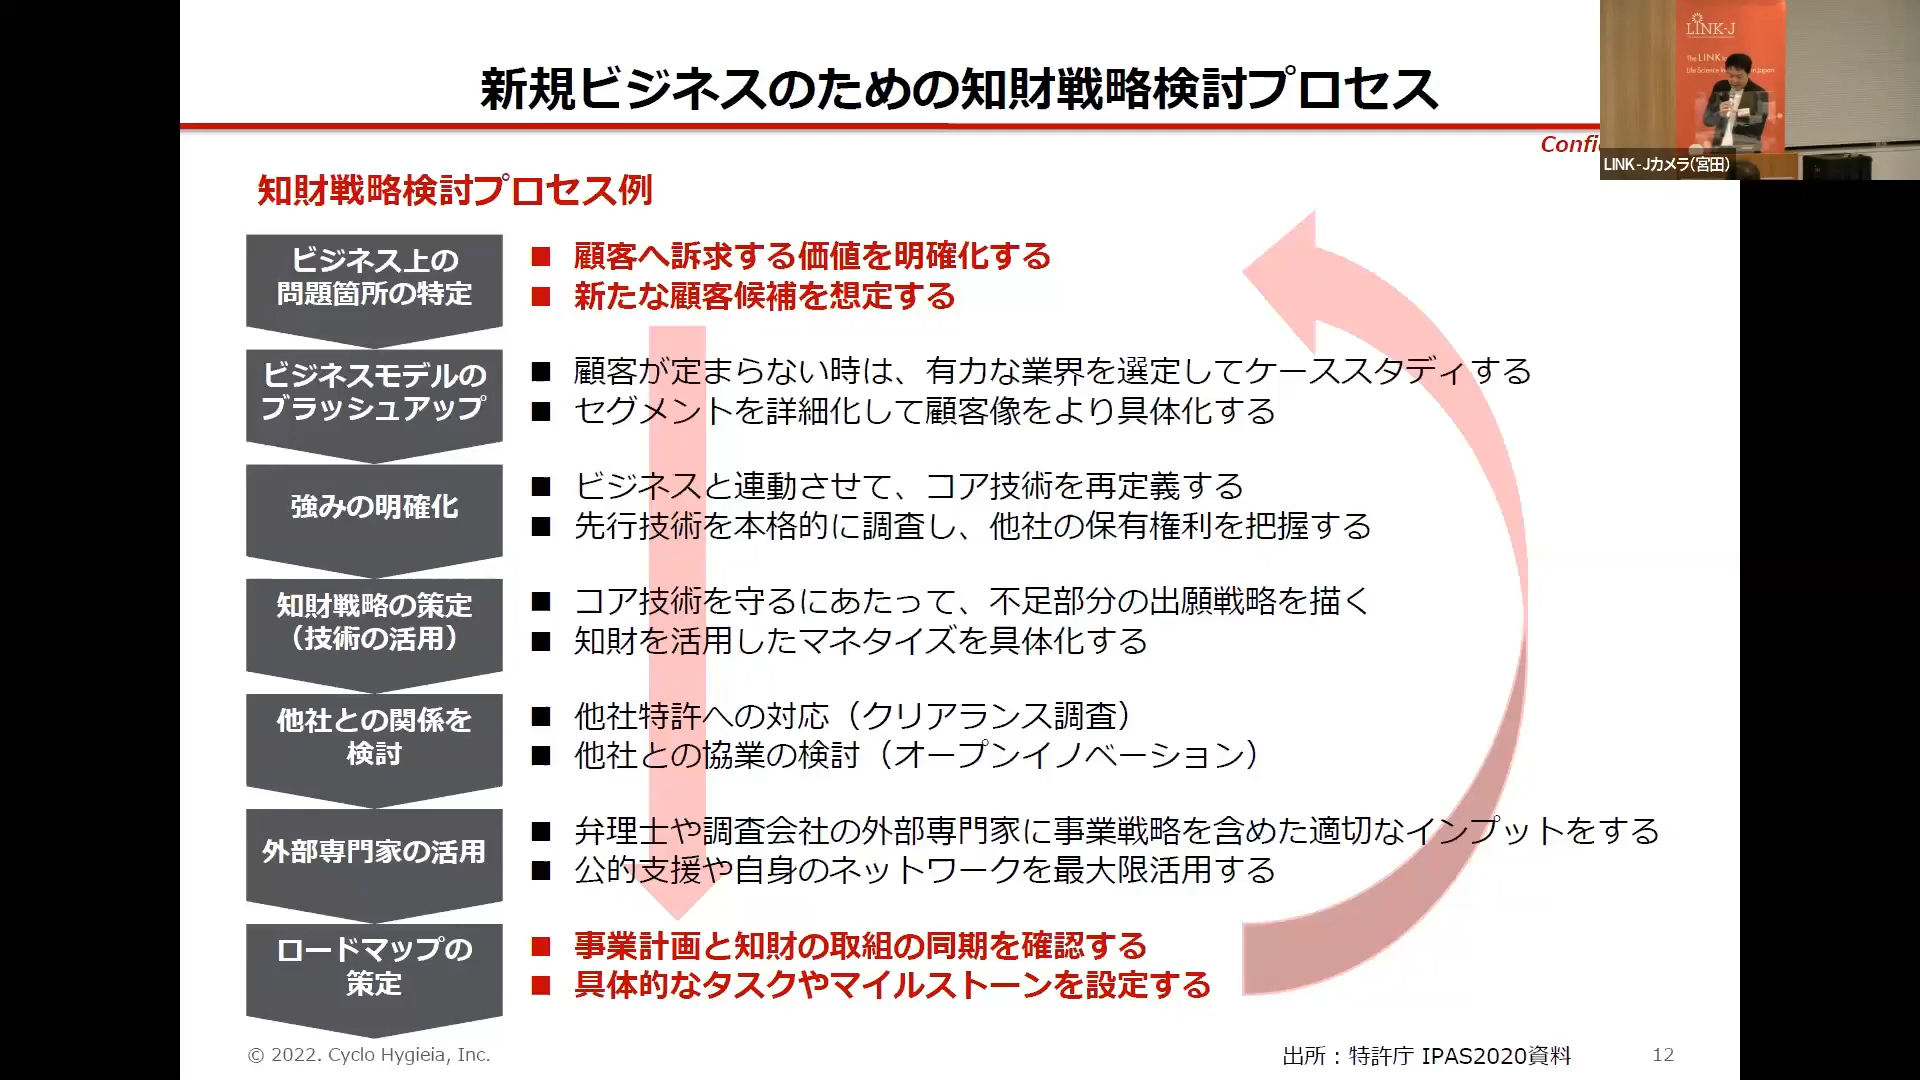 新規ビジネスのための知財戦略検討プロセス
LINK-J
The LINK
Life Science in Japan
LINK-Jカメラ(宮田)
Confi
知財戦略検討プロセス例
ビジネス上の
問題箇所の特定
■ 顧客へ訴求する価値を明確化する
■ 新たな顧客候補を想定する
ビジネスモデルの
ブラッシュアップ
■ 顧客が定まらない時は、有力な業界を選定してケーススタディする
■ セグメントを詳細化して顧客像をより具体化する
強みの明確化
■ ビジネスと連動させて、コア技術を再定義する
■ 先行技術を本格的に調査し、他社の保有権利を把握する
知財戦略の策定
（技術の活用）
■ コア技術を守るにあたって、不足部分の出願戦略を描く
■ 知財を活用したマネタイズを具体化する
他社との関係を
検討
■ 他社特許への対応（クリアランス調査）
■ 他社との協業の検討（オープンイノベーション）
外部専門家の活用
■ 弁理士や調査会社の外部専門家に事業戦略を含めた適切なインプットをする
■ 公的支援や自身のネットワークを最大限活用する
ロードマップの
策定
■ 事業計画と知財の取組の同期を確認する
■ 具体的なタスクやマイルストーンを設定する
© 2022. Cyclo Hygieia, Inc.
出所：特許庁 IPAS2020資料
12